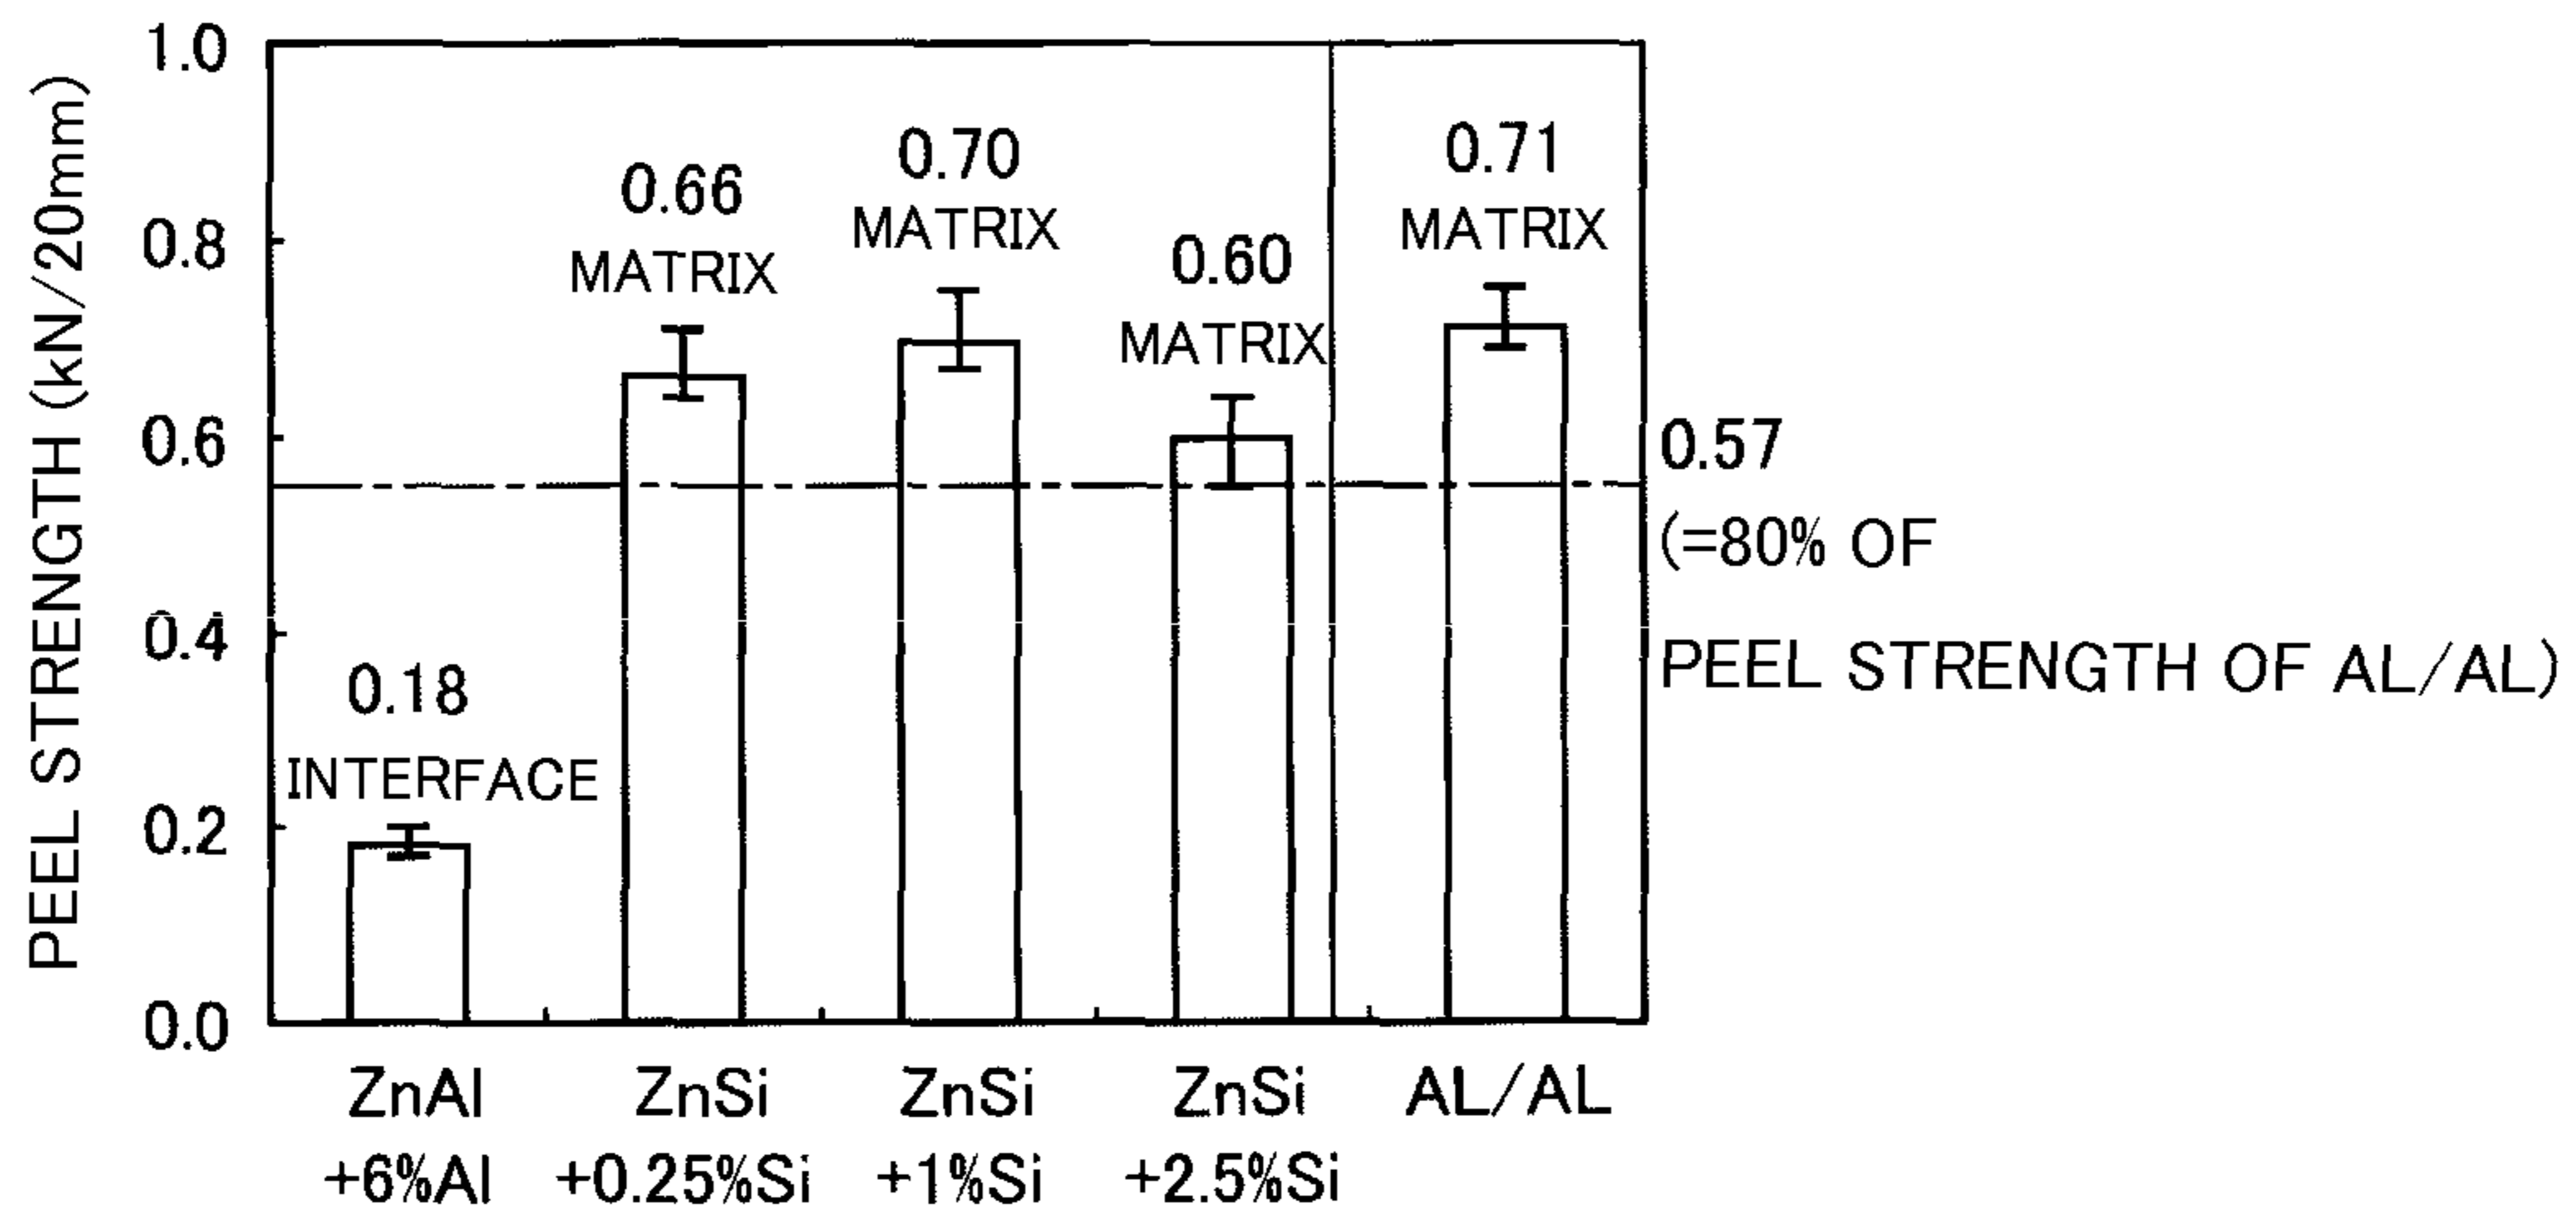 PEEL STRENGTH (kN/20mm)
1.0
0.8
0.6
0.4
0.2
0.0
0.18
INTERFACE
0.66
MATRIX
0.70
MATRIX
0.60
MATRIX
0.71
MATRIX
0.57
(=80% OF
PEEL STRENGTH OF AL/AL)
ZnAl
+6%Al
ZnSi
+0.25%Si
ZnSi
+1%Si
ZnSi
+2.5%Si
AL/AL